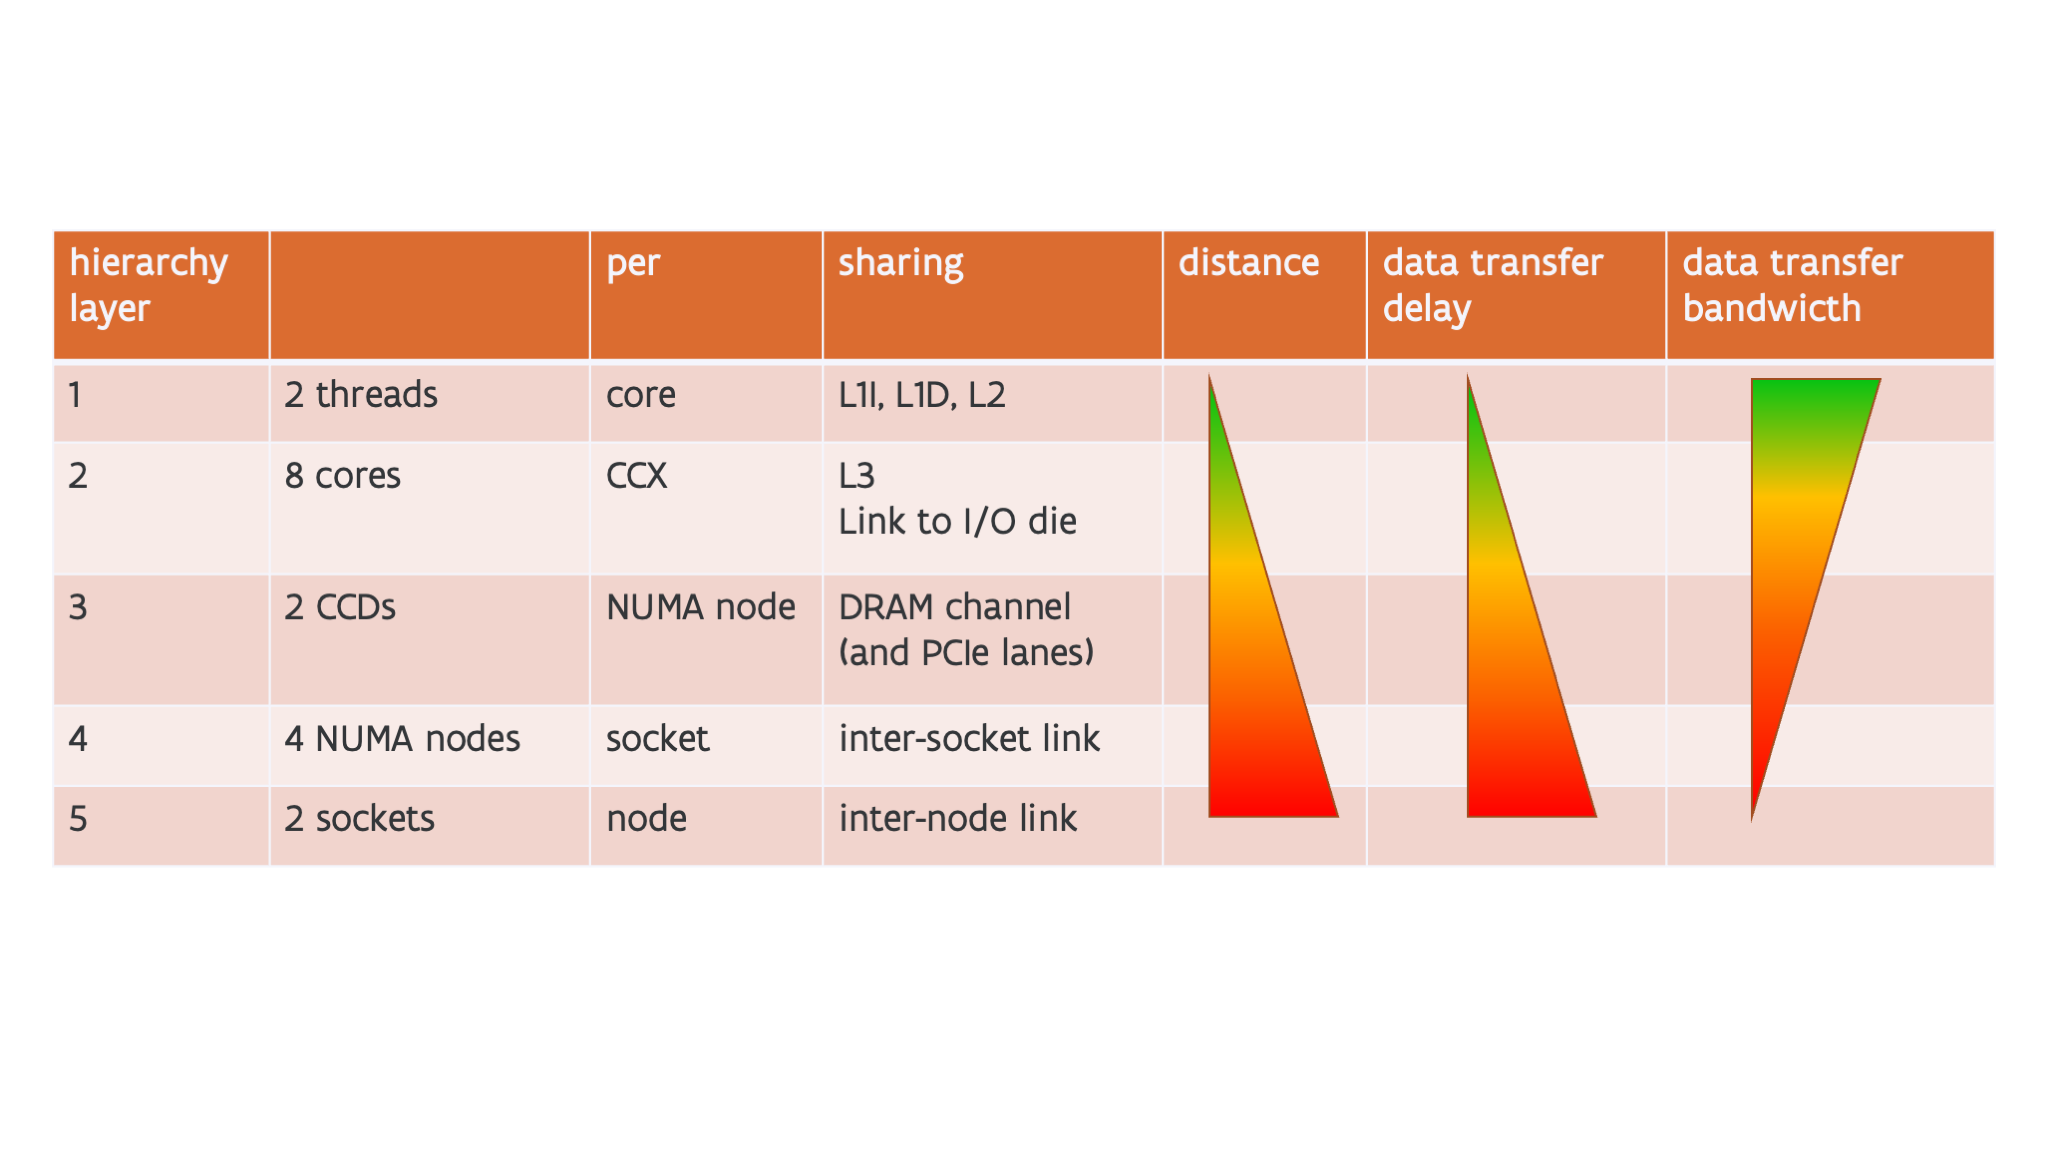 hierarchy layer
per
sharing
distance
data transfer delay
data transfer bandwicth
1
2 threads
core
L1I, L1D, L2
2
8 cores
CCX
L3
Link to I/O die
3
2 CCDs
NUMA node
DRAM channel
(and PCIe lanes)
4
4 NUMA nodes
socket
inter-socket link
5
2 sockets
node
inter-node link